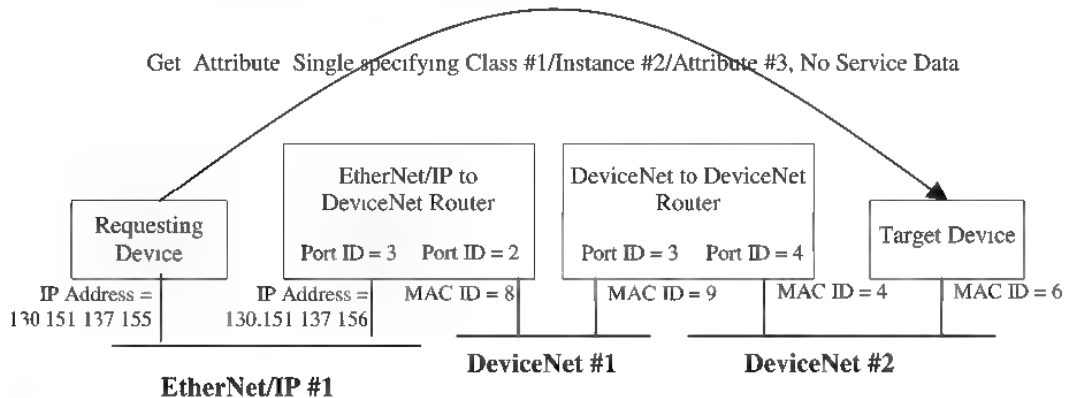 Get Attribute Single specifying Class #1/Instance #2/Attribute #3, No Service Data
EtherNet/IP to
DeviceNet Router
Port ID = 3 Port ID = 2
DeviceNet to DeviceNet
Router
Port ID = 3 Port ID = 4
Requesting
Device
Target Device
IP Address =
130 151 137 155
IP Address =
130.151 137 156
MAC ID = 8
MAC ID = 9
MAC ID = 4
MAC ID = 6
EtherNet/IP #1
DeviceNet #1
DeviceNet #2